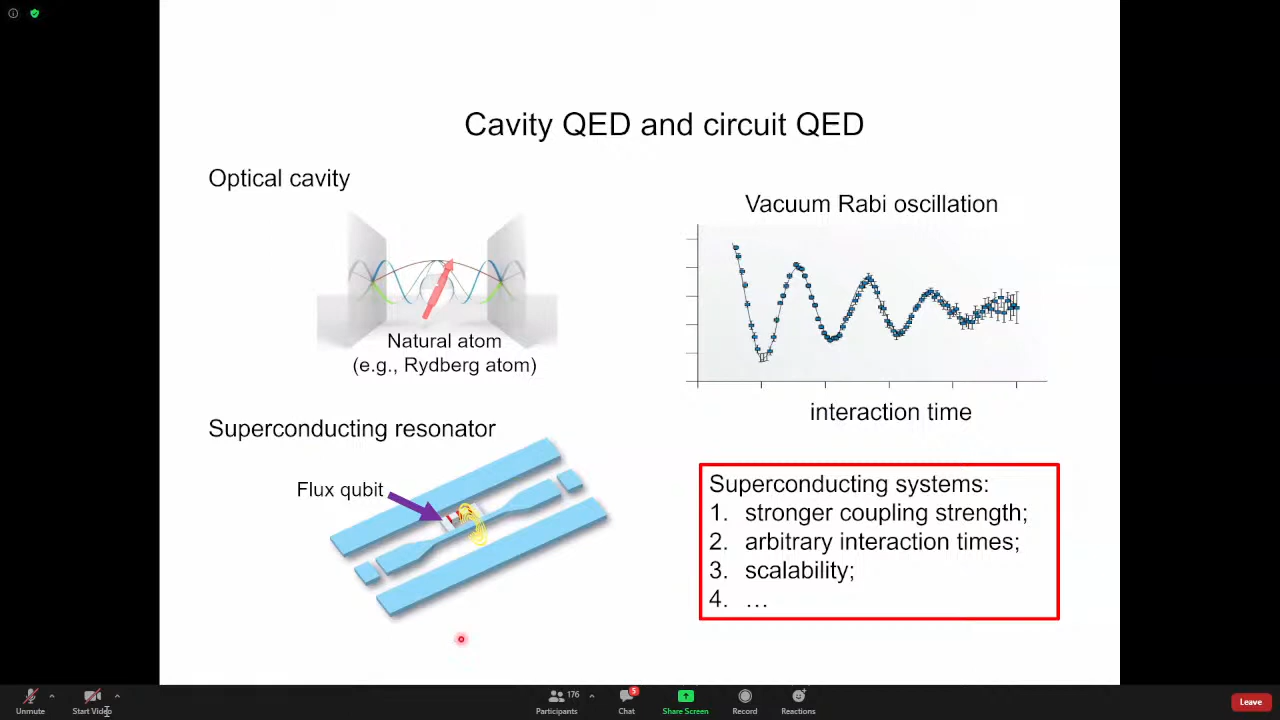 Cavity QED and circuit QED
Optical cavity
Natural atom
(e.g., Rydberg atom)
Vacuum Rabi oscillation
interaction time
Superconducting resonator
Flux qubit
Superconducting systems:
1. stronger coupling strength;
2. arbitrary interaction times;
3. scalability;
4. …
Unmute
Start Video
176
Participants
5
Chat
Share Screen
Record
Reactions
Leave